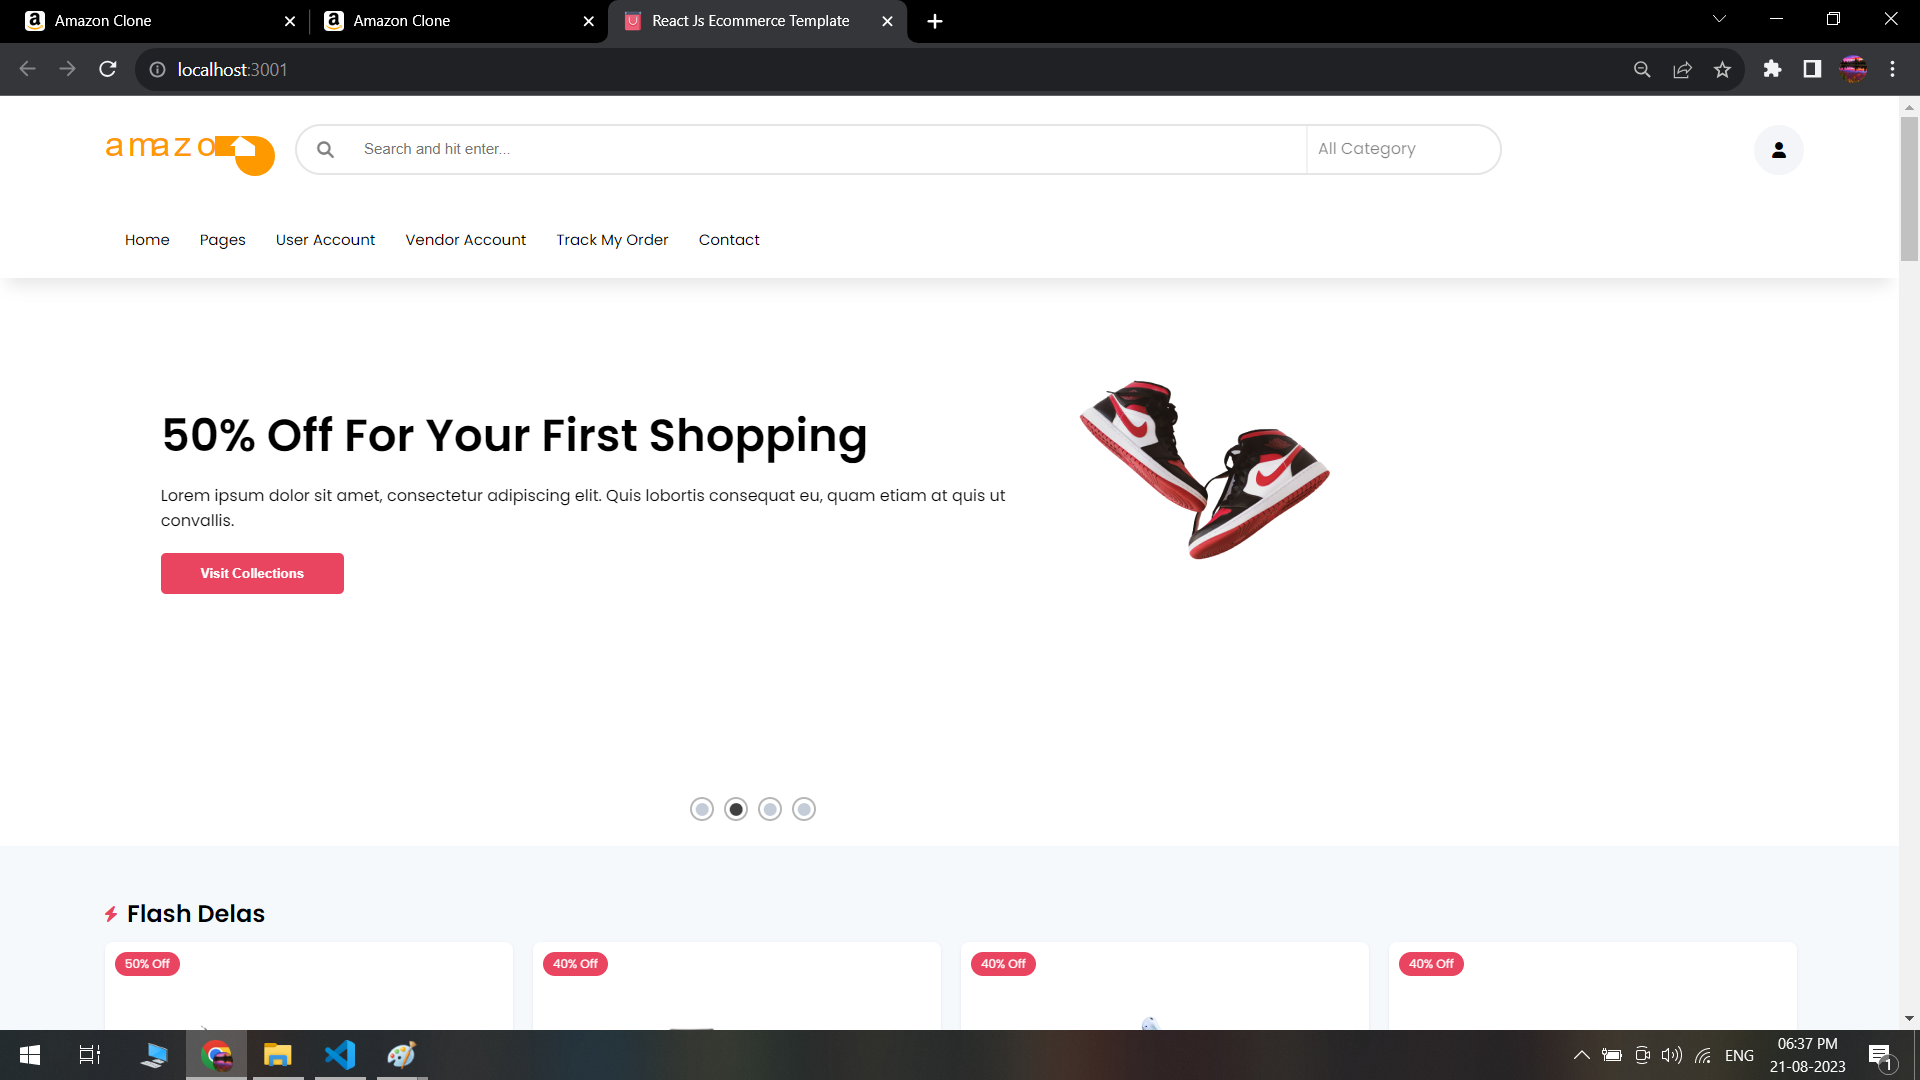 Amazon Clone
Amazon Clone
React Js Ecommerce Template
localhost:3001
amazo
Search and hit enter...
All Category
Home
Pages
User Account
Vendor Account
Track My Order
Contact
50% Off For Your First Shopping
Lorem ipsum dolor sit amet, consectetur adipiscing elit. Quis lobortis consequat eu, quam etiam at quis ut
convallis.
Visit Collections
Flash Delas
50% Off
40% Off
40% Off
40% Off
ENG
06:37 PM
21-08-2023
1